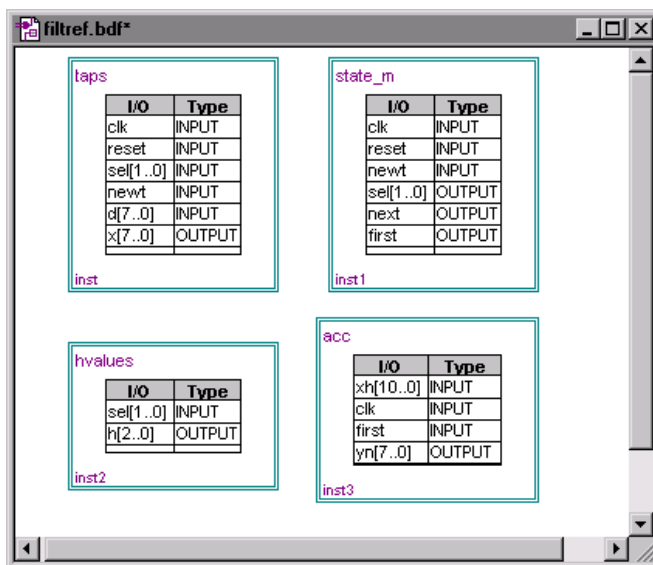 filtref.bdf*
taps
I/O Type
clk INPUT
reset INPUT
sel[1..0] INPUT
newt INPUT
d[7..0] INPUT
x[7..0] OUTPUT
inst
state_m
I/O Type
clk INPUT
reset INPUT
newt INPUT
sel[1..0] OUTPUT
next OUTPUT
first OUTPUT
inst1
hvalues
I/O Type
sel[1..0] INPUT
h[2..0] OUTPUT
inst2
acc
I/O Type
xh[10..0] INPUT
clk INPUT
first INPUT
yn[7..0] OUTPUT
inst3